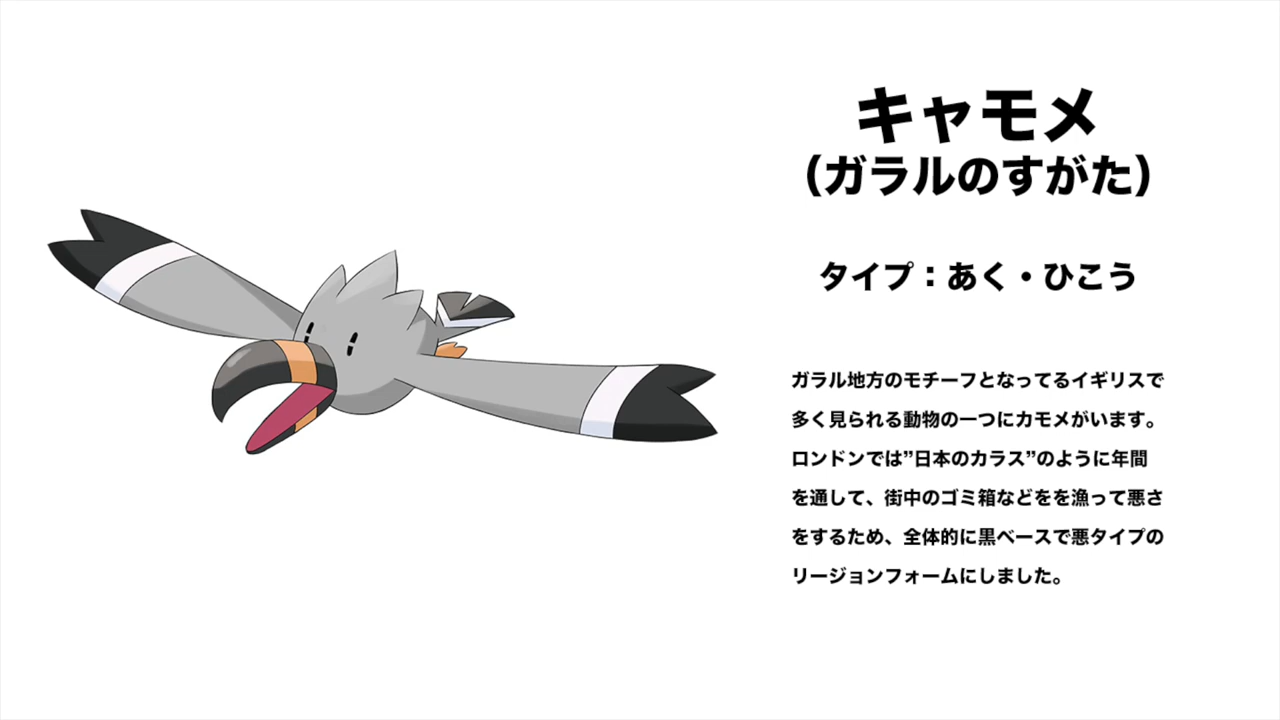 キャモメ
（ガラルのすがた）
タイプ：あく・ひこう
ガラル地方のモチーフとなってるイギリスで
多く見られる動物の一つにカモメがいます。
ロンドンでは”日本のカラス”のように年間
を通して、街中のゴミ箱などをを漁って悪さ
をするため、全体的に黒ベースで悪タイプの
リージョンフォームにしました。